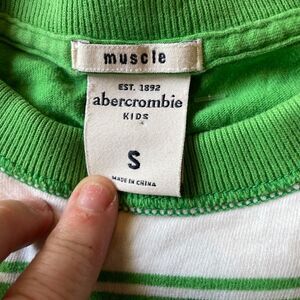 muscle
EST. 1892
abercrombie
KIDS
S
MADE IN CHINA